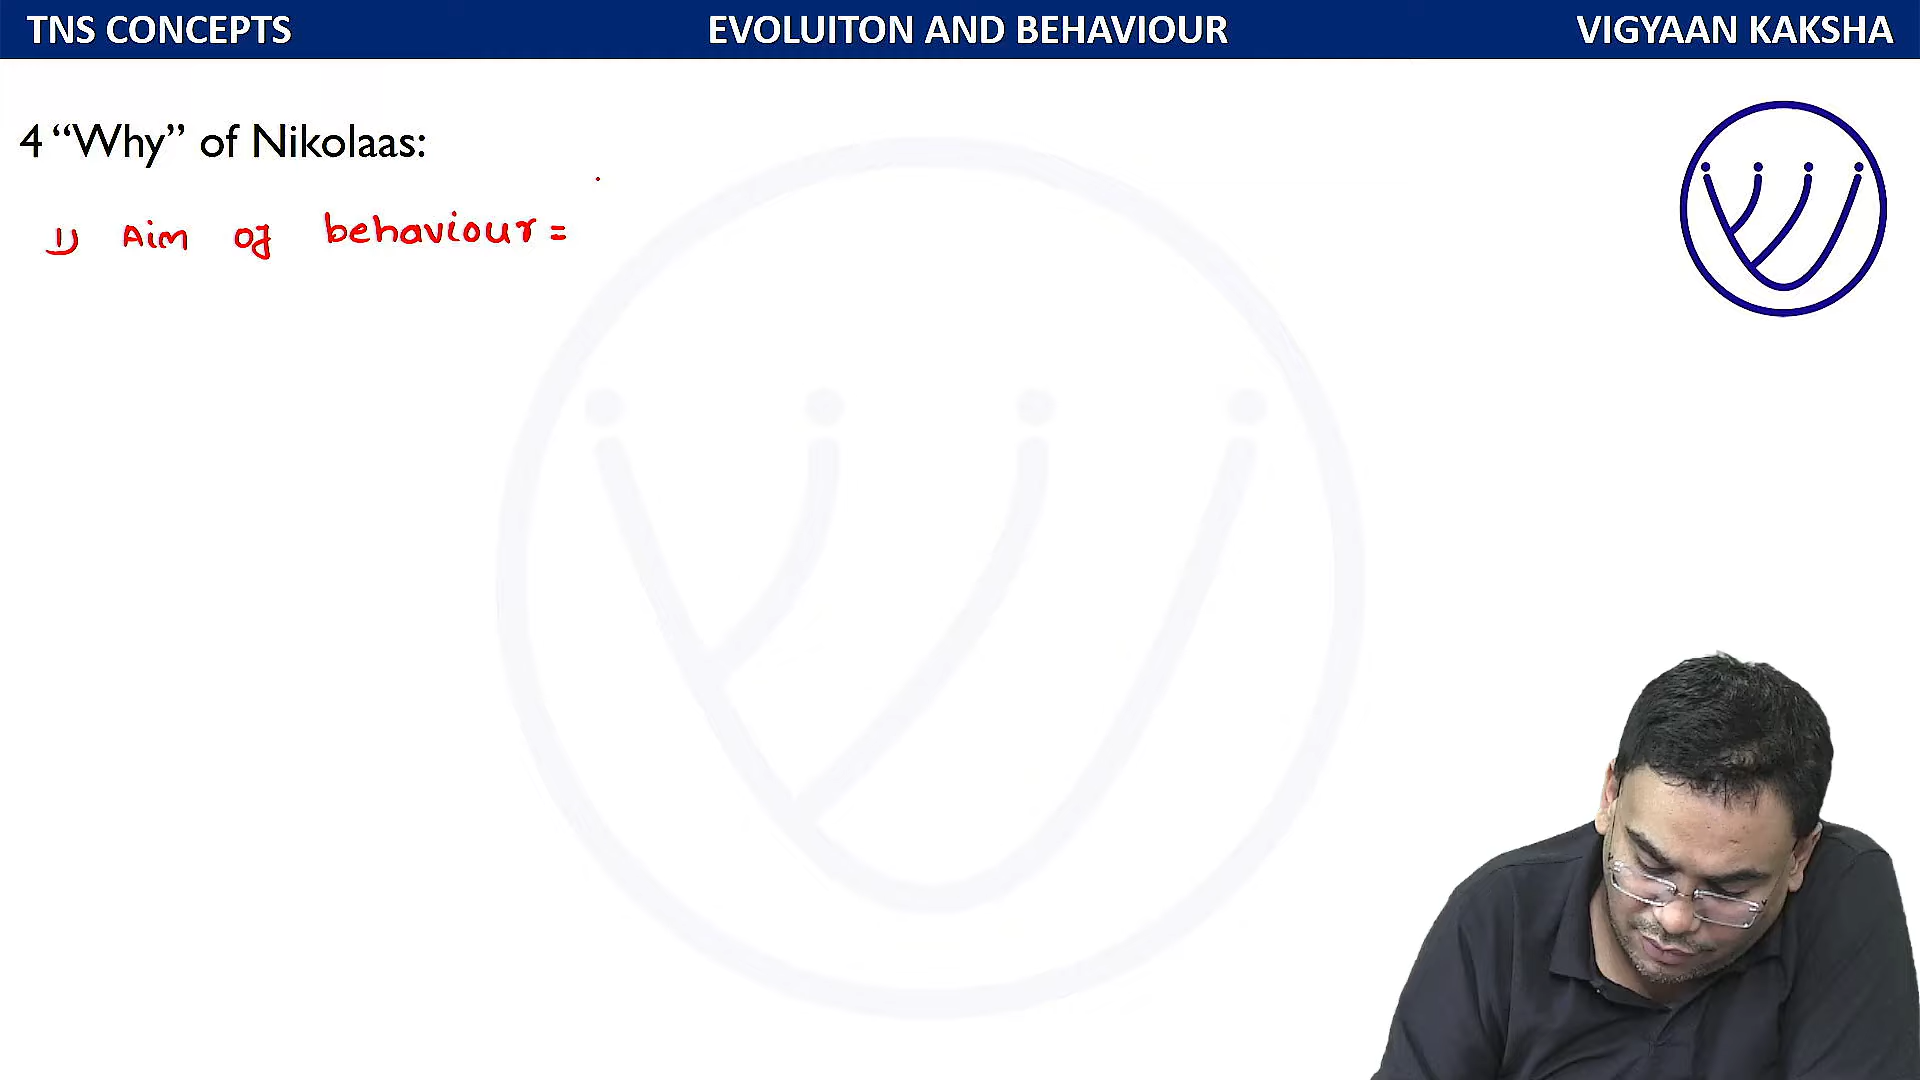 TNS CONCEPTS EVOLUITON AND BEHAVIOUR VIGYAAN KAKSHA
4 “Why” of Nikolaas:
1) Aim of behaviour =